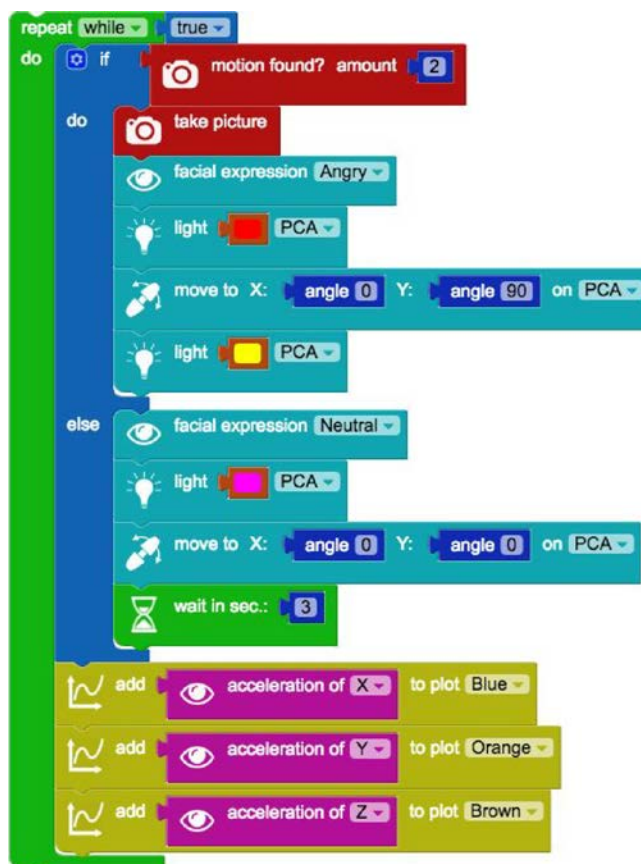 repeat while true
do if motion found? amount 2
do take picture
facial expression Angry
light PCA
move to X: angle 0 Y: angle 90 on PCA
light PCA
else facial expression Neutral
light PCA
move to X: angle 0 Y: angle 0 on PCA
wait in sec.: 3
add acceleration of X to plot Blue
add acceleration of Y to plot Orange
add acceleration of Z to plot Brown